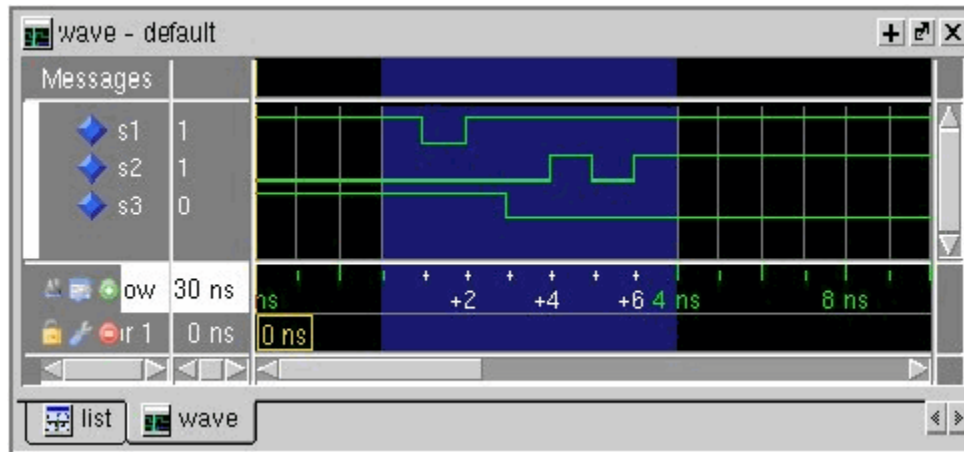 wave - default
Messages
s1 1
s2 1
s3 0
ow 30 ns
ns +2 +4 +6 4 ns 8 ns
r 1 0 ns 0 ns
list wave